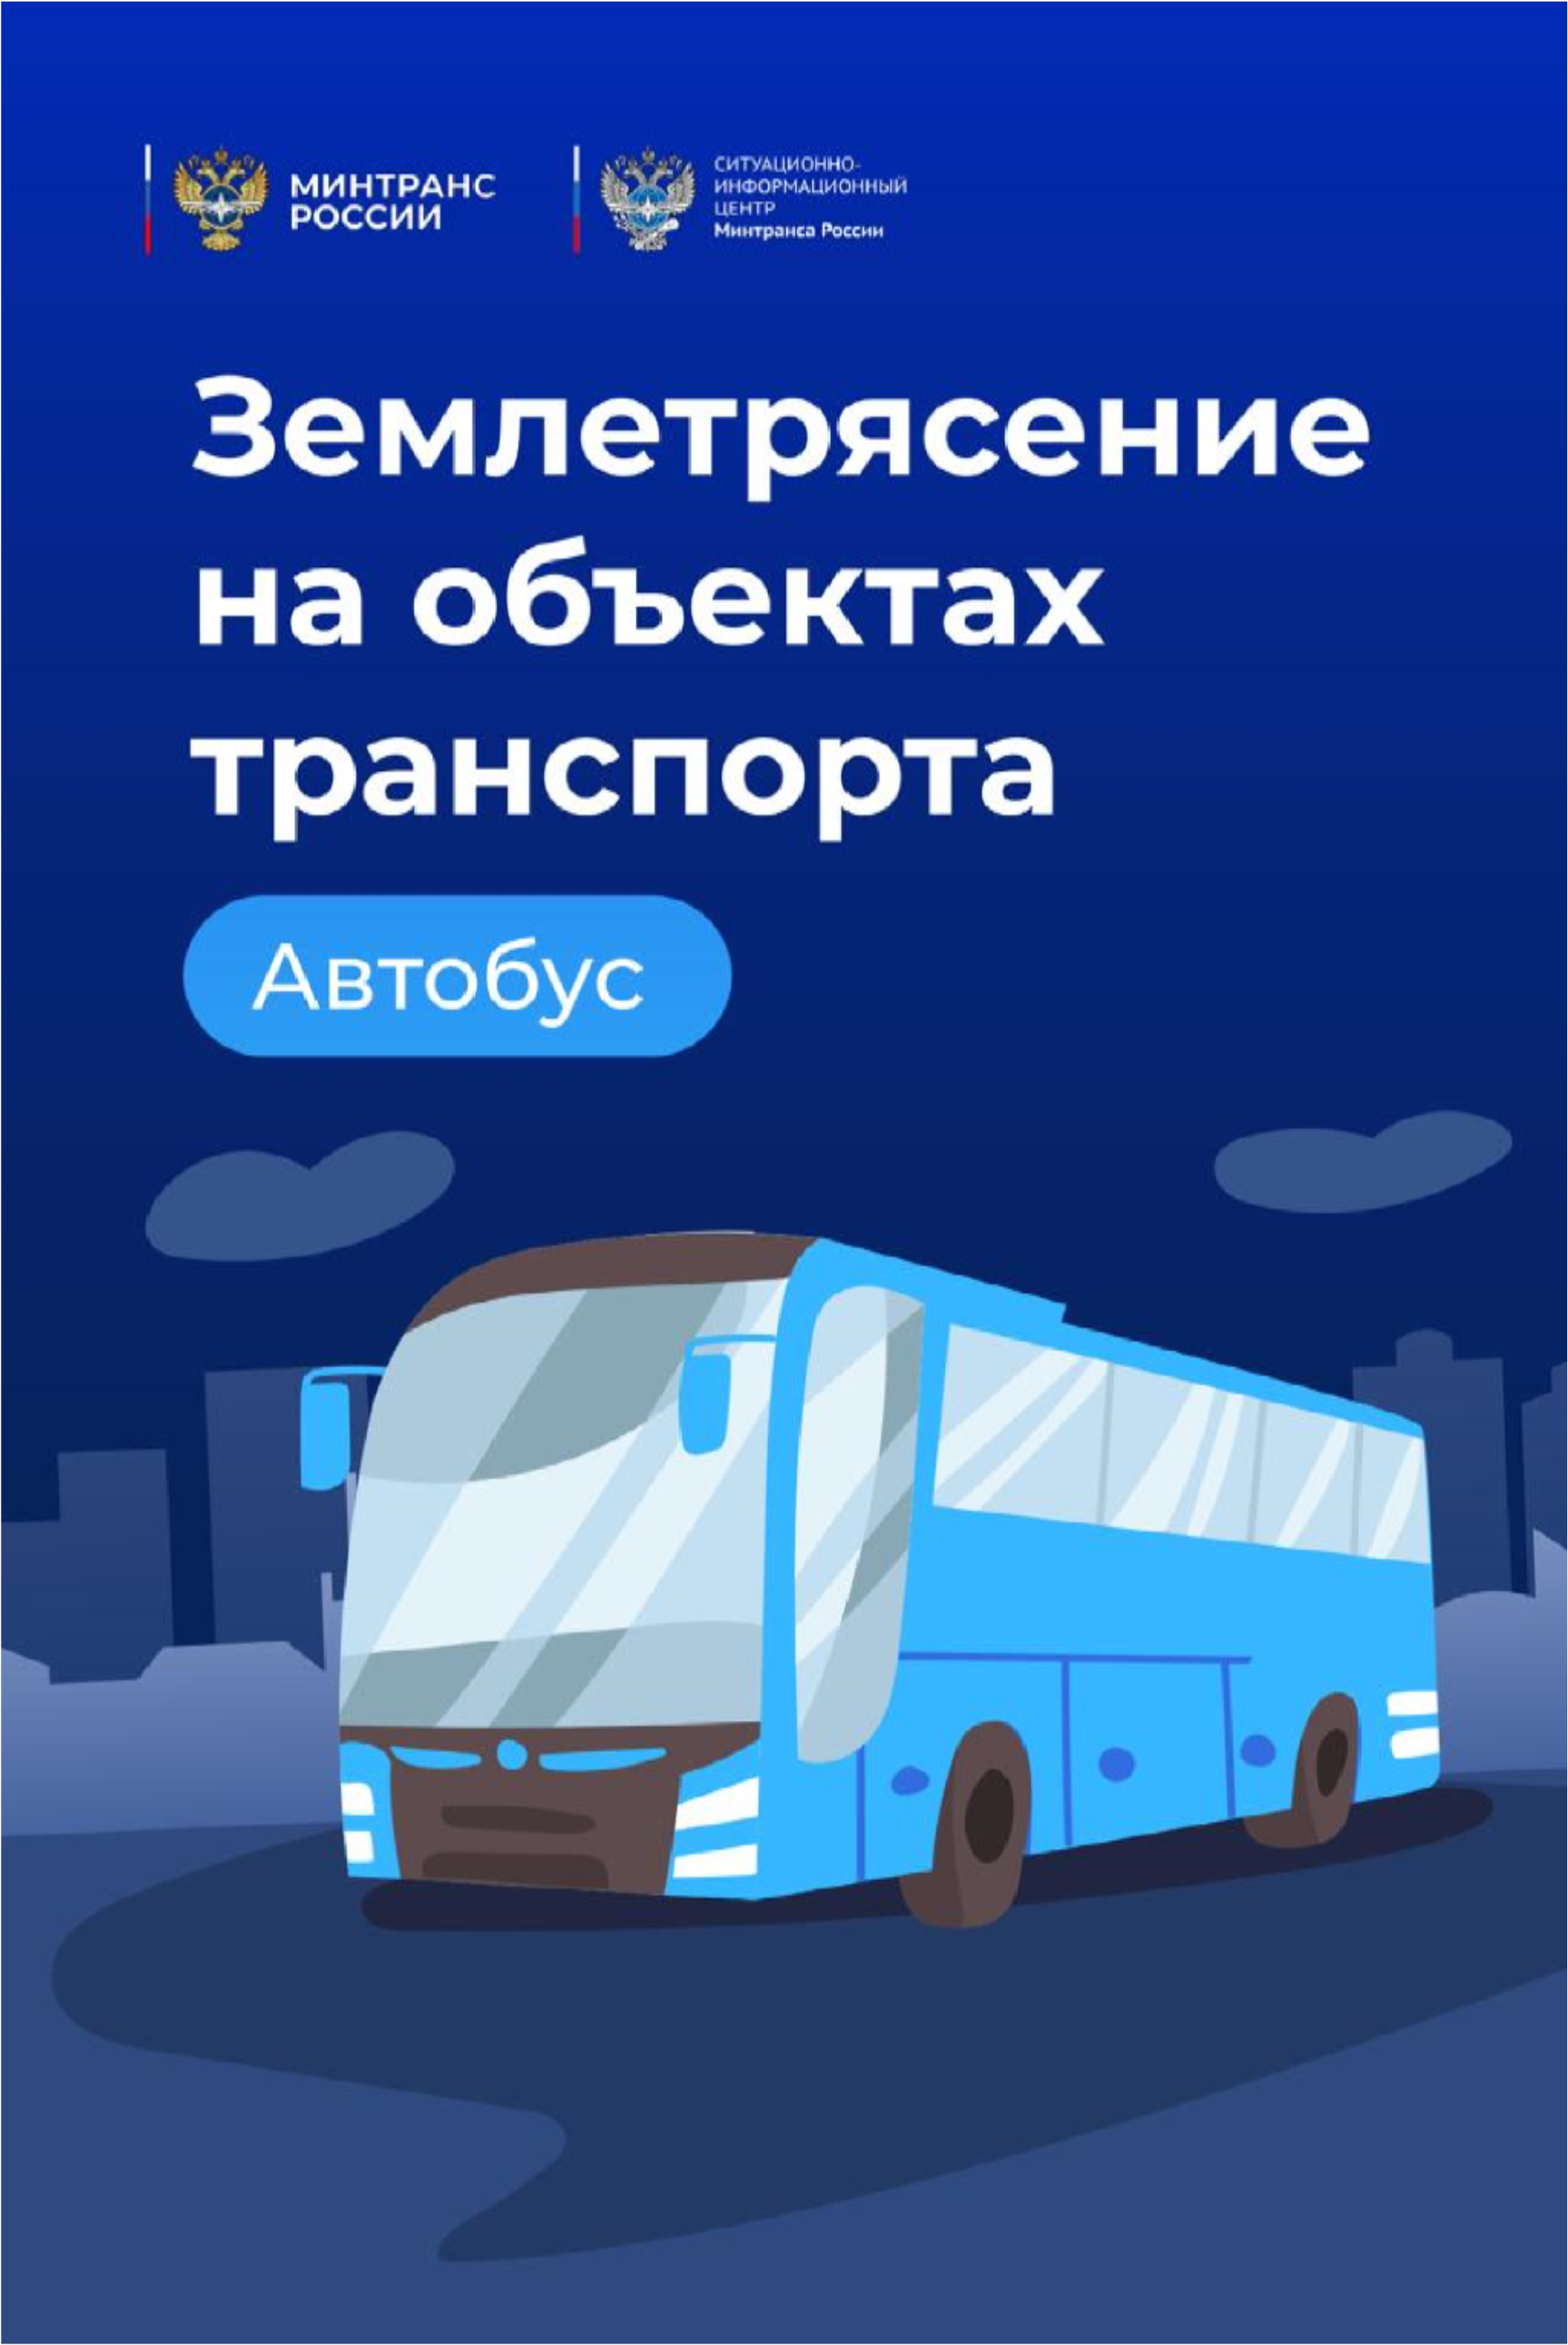 МИНТРАНС
РОССИИ
СИТУАЦИОННО-
ИНФОРМАЦИОННЫЙ
ЦЕНТР
Минтранса России
Землетрясение
на объектах
транспорта
Автобус